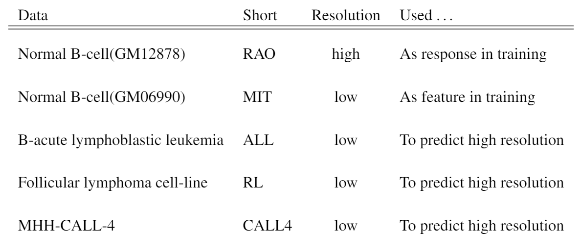 Data Short Resolution Used ...
Normal B-cell(GM12878) RAO high As response in training
Normal B-cell(GM06990) MIT low As feature in training
B-acute lymphoblastic leukemia ALL low To predict high resolution
Follicular lymphoma cell-line RL low To predict high resolution
MHH-CALL-4 CALL4 low To predict high resolution